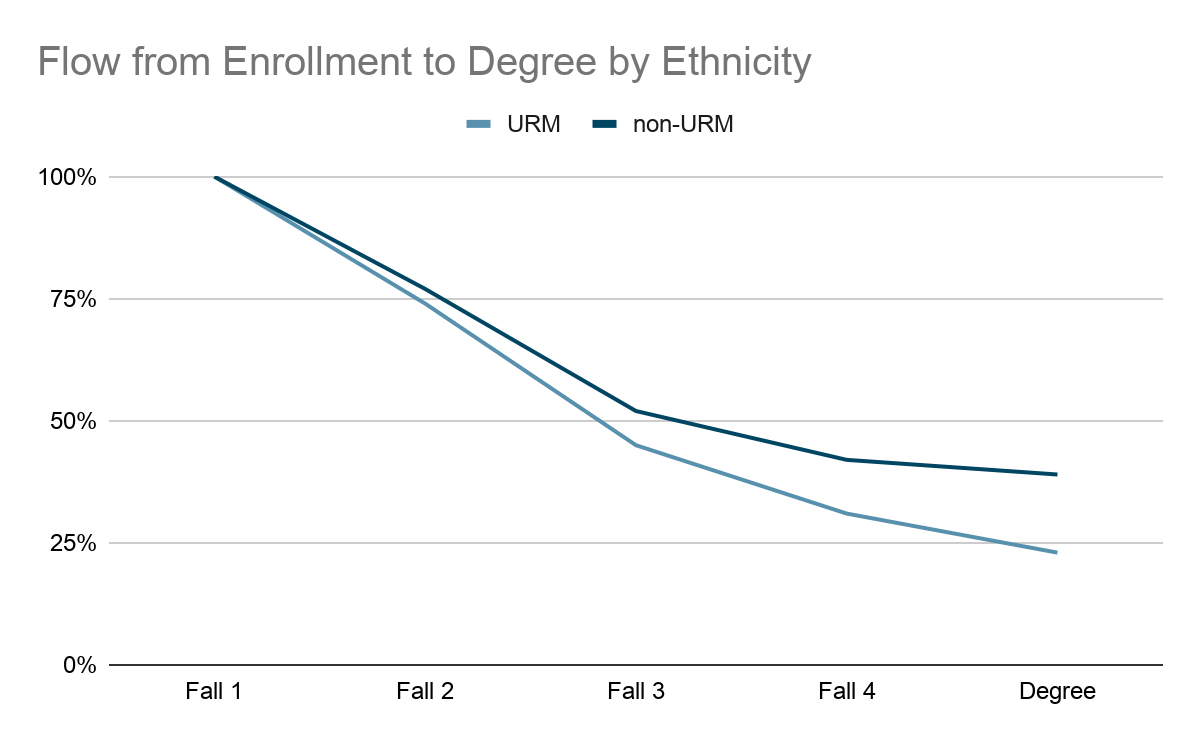 Flow from Enrollment to Degree by Ethnicity
URM non-URM
100%
75%
50%
25%
0%
Fall 1 Fall 2 Fall 3 Fall 4 Degree